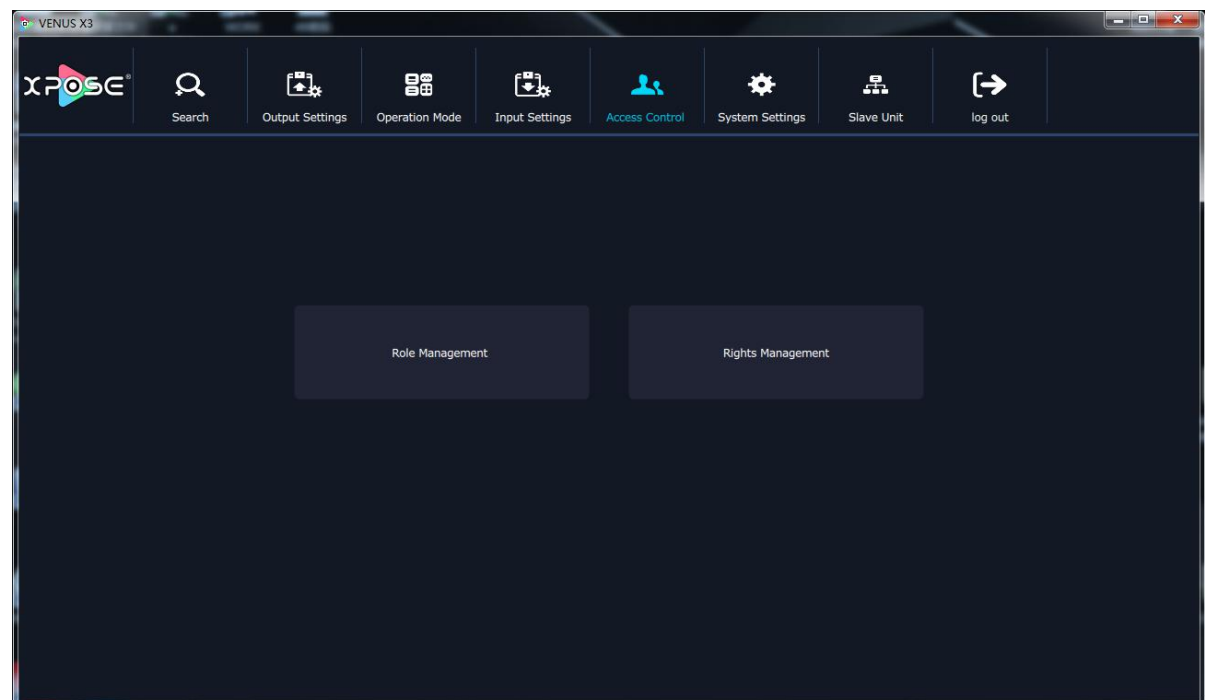 VENUS X3
XPOSE®
Search
Output Settings
Operation Mode
Input Settings
Access Control
System Settings
Slave Unit
log out
Role Management
Rights Management